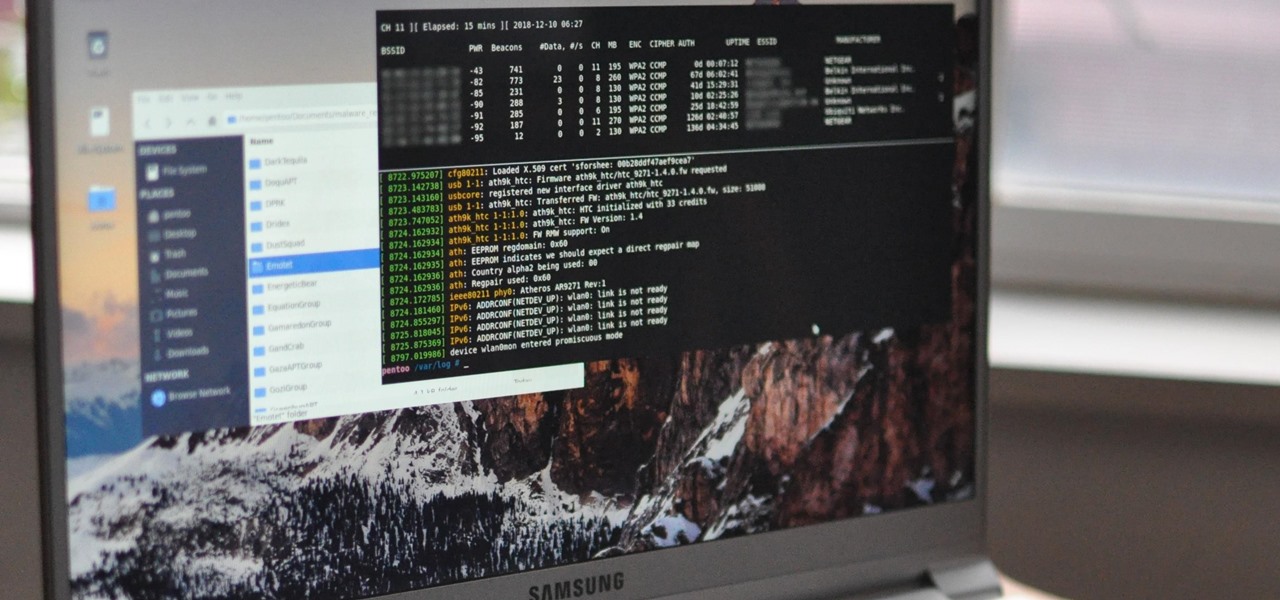 CH 11 ][ Elapsed: 15 mins ][ 2018-12-10 06:27
BSSID PWR Beacons #Data, #/s CH MB ENC CIPHER AUTH UPTIME ESSID MANUFACTURER
-43 741 0 0 11 195 WPA2 CCMP 0d 00:07:12 NETGEAR
-82 773 23 0 8 260 WPA2 CCMP 67d 06:02:41 Belkin International Inc.
-85 231 0 0 8 130 WPA2 CCMP 41d 15:29:31 Unknown
-90 288 3 0 8 130 WPA2 CCMP 10d 02:25:26 Belkin International Inc.
-91 285 0 0 6 195 WPA2 CCMP 25d 18:42:59 Unknown
-92 187 0 0 11 270 WPA2 CCMP 126d 02:40:57 Ubiquiti Networks Inc.
-95 12 0 0 2 130 WPA2 CCMP 136d 04:34:45 NETGEAR
[ 8722.975207] cfg80211: Loaded X.509 cert 'sforshee: 00b28ddf47aef9cea7'
[ 8723.142738] usb 1-1: ath9k_htc: Firmware ath9k_htc/htc_9271-1.4.0.fw requested
[ 8723.143160] usbcore: registered new interface driver ath9k_htc
[ 8723.483783] usb 1-1: ath9k_htc: Transferred FW: ath9k_htc/htc_9271-1.4.0.fw, size: 51008
[ 8723.747052] ath9k_htc 1-1:1.0: ath9k_htc: HTC initialized with 33 credits
[ 8724.162932] ath9k_htc 1-1:1.0: ath9k_htc: FW Version: 1.4
[ 8724.162934] ath9k_htc 1-1:1.0: FW RMW support: On
[ 8724.162934] ath: EEPROM regdomain: 0x60
[ 8724.162935] ath: EEPROM indicates we should expect a direct regpair map
[ 8724.162936] ath: Country alpha2 being used: 00
[ 8724.162936] ath: Regpair used: 0x60
[ 8724.172785] ieee80211 phy0: Atheros AR9271 Rev:1
[ 8724.181460] IPv6: ADDRCONF(NETDEV_UP): wlan0: link is not ready
[ 8724.855297] IPv6: ADDRCONF(NETDEV_UP): wlan0: link is not ready
[ 8725.818045] IPv6: ADDRCONF(NETDEV_UP): wlan0: link is not ready
[ 8725.875369] IPv6: ADDRCONF(NETDEV_UP): wlan0: link is not ready
[ 8797.019986] device wlan0mon entered promiscuous mode
pentoo /var/log # _
File Edit View Go Help
/home/pentoo/Documents/malware_re
DEVICES
File System
PLACES
pentoo
Desktop
Trash
Documents
Music
Pictures
Videos
Downloads
NETWORK
Browse Network
Name
DarkTequila
DoquAPT
DPRK
Dridex
DustSquad
Emotet
EnergeticBear
EquationGroup
GamaredonGroup
GandCrab
GazaAPTGroup
GoziGroup
"Emotet" folder
SAMSUNG